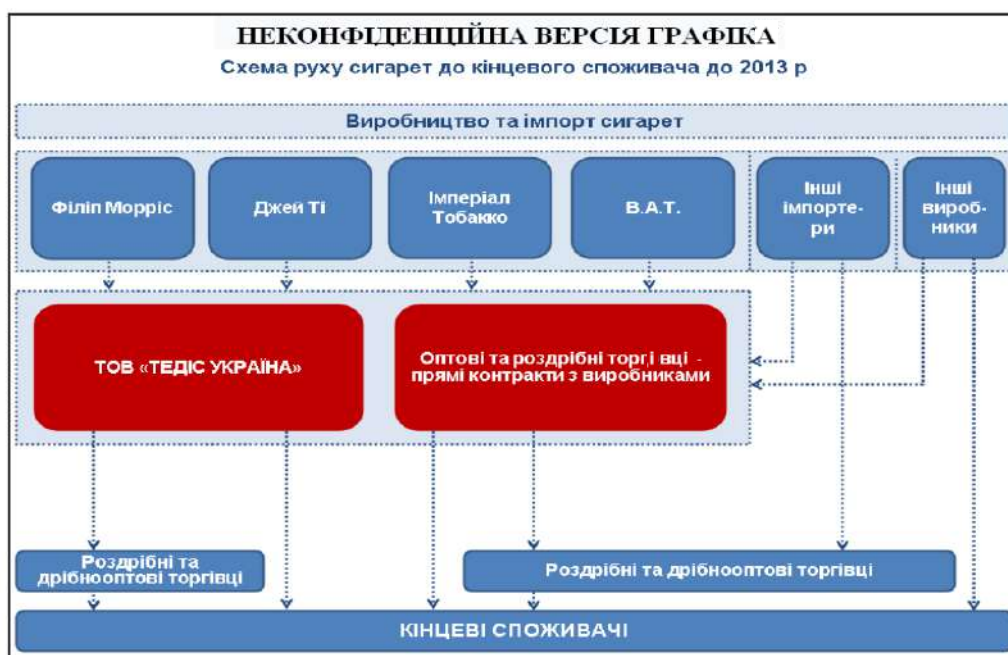 НЕКОНФІДЕНЦІЙНА ВЕРСІЯ ГРАФІКА
Схема руху сигарет до кінцевого споживача до 2013 р
Виробництво та імпорт сигарет
Філіп Морріс
Джей Ті
Імперіал
Тобакко
В.А.Т.
Інші
імпорте-
ри
Інші
вироб-
ники
ТОВ «ТЕДІС УКРАЇНА»
Оптові та роздрібні торгівці -
прямі контракти з виробниками
Роздрібні та
дрібнооптові торгівці
Роздрібні та дрібнооптові торгівці
КІНЦЕВІ СПОЖИВАЧІ